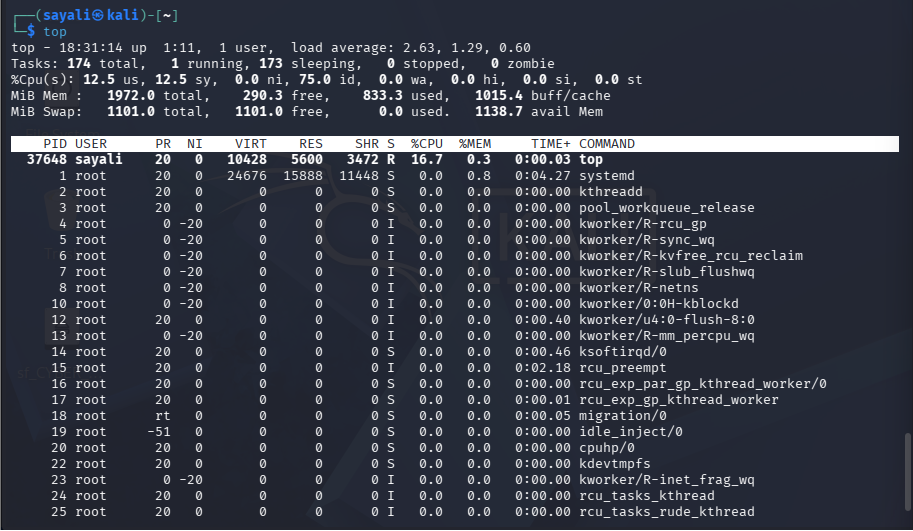 ┌──(sayali㉿kali)-[~]
└─$ top
top - 18:31:14 up  1:11,  1 user,  load average: 2.63, 1.29, 0.60
Tasks: 174 total,   1 running, 173 sleeping,   0 stopped,   0 zombie
%Cpu(s): 12.5 us, 12.5 sy,  0.0 ni, 75.0 id,  0.0 wa,  0.0 hi,  0.0 si,  0.0 st
MiB Mem :   1972.0 total,    290.3 free,    833.3 used,   1015.4 buff/cache
MiB Swap:   1101.0 total,   1101.0 free,      0.0 used.   1138.7 avail Mem
PID USER      PR  NI    VIRT    RES    SHR S  %CPU  %MEM     TIME+ COMMAND
37648 sayali    20   0   10428   5600   3472 R  16.7   0.3   0:00.03 top
1 root      20   0   24676  15888  11448 S   0.0   0.8   0:04.27 systemd
2 root      20   0       0      0      0 S   0.0   0.0   0:00.00 kthreadd
3 root      20   0       0      0      0 S   0.0   0.0   0:00.00 pool_workqueue_release
4 root       0 -20       0      0      0 I   0.0   0.0   0:00.00 kworker/R-rcu_gp
5 root       0 -20       0      0      0 I   0.0   0.0   0:00.00 kworker/R-sync_wq
6 root       0 -20       0      0      0 I   0.0   0.0   0:00.00 kworker/R-kvfree_rcu_reclaim
7 root       0 -20       0      0      0 I   0.0   0.0   0:00.00 kworker/R-slub_flushwq
8 root       0 -20       0      0      0 I   0.0   0.0   0:00.00 kworker/R-netns
10 root       0 -20       0      0      0 I   0.0   0.0   0:00.00 kworker/0:0H-kblockd
12 root      20   0       0      0      0 I   0.0   0.0   0:00.40 kworker/u4:0-flush-8:0
13 root       0 -20       0      0      0 I   0.0   0.0   0:00.00 kworker/R-mm_percpu_wq
14 root      20   0       0      0      0 S   0.0   0.0   0:00.46 ksoftirqd/0
15 root      20   0       0      0      0 I   0.0   0.0   0:02.18 rcu_preempt
16 root      20   0       0      0      0 S   0.0   0.0   0:00.00 rcu_exp_par_gp_kthread_worker/0
17 root      20   0       0      0      0 S   0.0   0.0   0:00.01 rcu_exp_gp_kthread_worker
18 root      rt   0       0      0      0 S   0.0   0.0   0:00.05 migration/0
19 root     -51   0       0      0      0 S   0.0   0.0   0:00.00 idle_inject/0
20 root      20   0       0      0      0 S   0.0   0.0   0:00.00 cpuhp/0
22 root      20   0       0      0      0 S   0.0   0.0   0:00.00 kdevtmpfs
23 root       0 -20       0      0      0 I   0.0   0.0   0:00.00 kworker/R-inet_frag_wq
24 root      20   0       0      0      0 I   0.0   0.0   0:00.00 rcu_tasks_kthread
25 root      20   0       0      0      0 I   0.0   0.0   0:00.00 rcu_tasks_rude_kthread